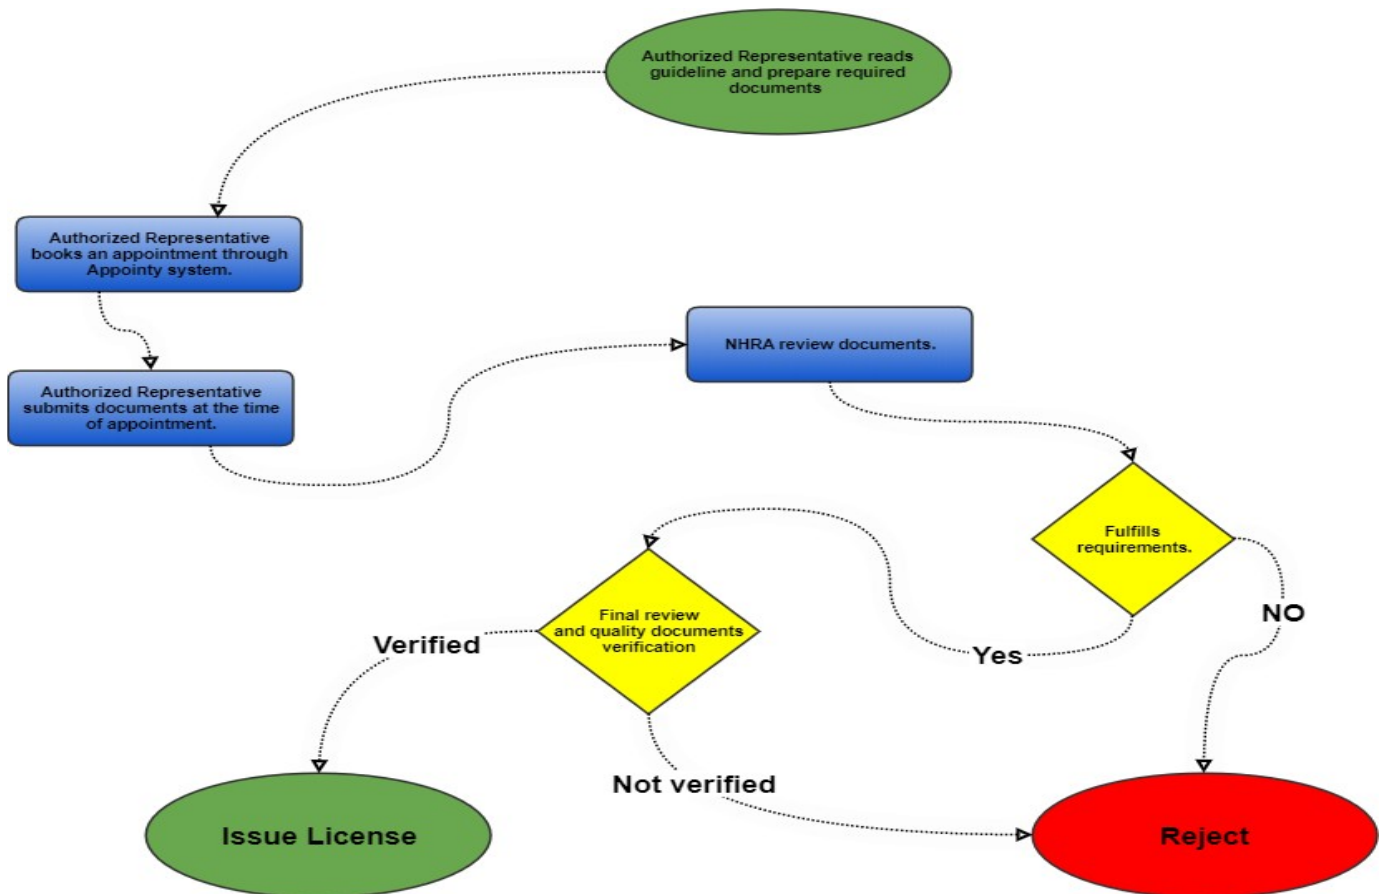 Authorized Representative reads
guideline and prepare required
documents
Authorized Representative
books an appointment through
Appointy system.
Authorized Representative
submits documents at the time
of appointment.
NHRA review documents.
Fulfills
requirements.
NO
Yes
Final review
and quality documents
verification
Verified
Not verified
Issue License
Reject